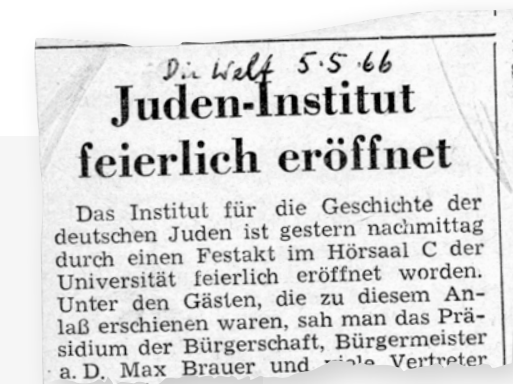 Die Welt 5.5.66
Juden-Institut
feierlich eröffnet
Das Institut für die Geschichte der
deutschen Juden ist gestern nachmittag
durch einen Festakt im Hörsaal C der
Universität feierlich eröffnet worden.
Unter den Gästen, die zu diesem An-
laß erschienen waren, sah man das Prä-
sidium der Bürgerschaft, Bürgermeister
a. D. Max Brauer und viele Vertreter